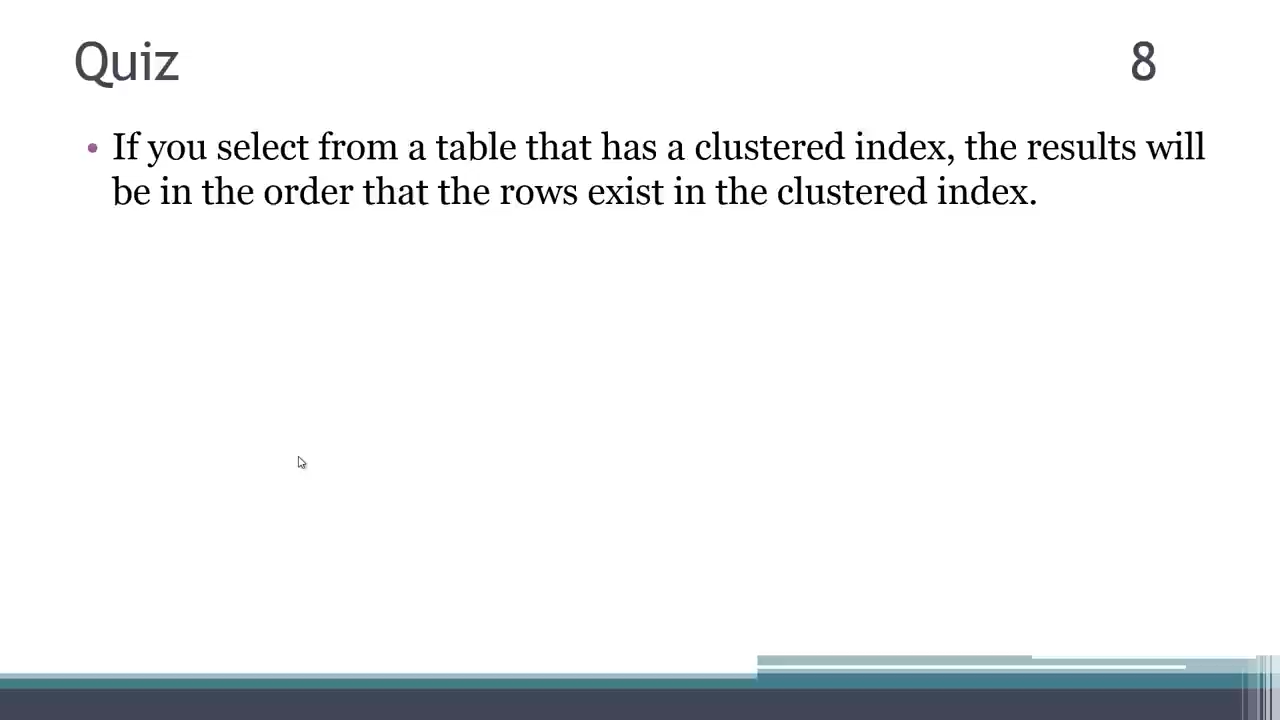 Quiz 8
• If you select from a table that has a clustered index, the results will
be in the order that the rows exist in the clustered index.